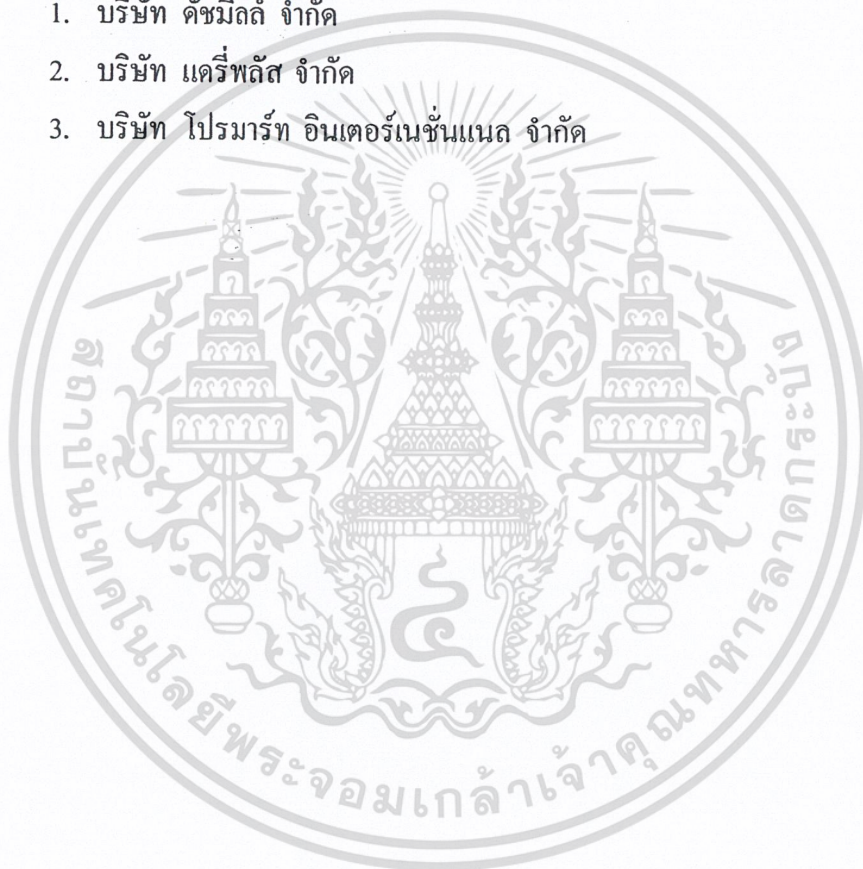 1. บริษัท ดัชมิลล์ จำกัด
2. บริษัท แดรี่พลัส จำกัด
3. บริษัท โปรมาร์ท อินเตอร์เนชั่นแนล จำกัด
สถาบันเทคโนโลยีพระจอมเกล้าเจ้าคุณทหารลาดกระบัง